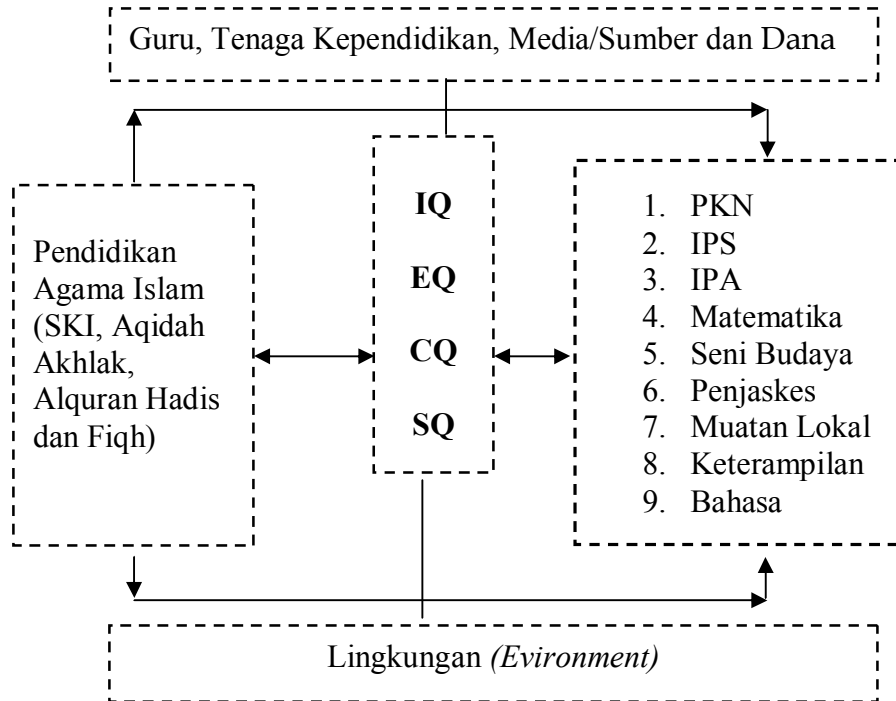 Guru, Tenaga Kependidikan, Media/Sumber dan Dana
Pendidikan
Agama Islam
(SKI, Aqidah
Akhlak,
Alquran Hadis
dan Fiqh)
IQ
EQ
CQ
SQ
1. PKN
2. IPS
3. IPA
4. Matematika
5. Seni Budaya
6. Penjaskes
7. Muatan Lokal
8. Keterampilan
9. Bahasa
Lingkungan (Evironment)